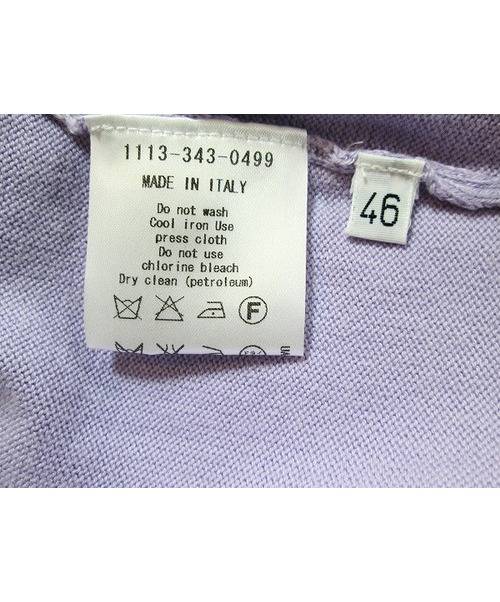 1113-343-0499
MADE IN ITALY
Do not wash
Cool iron Use
press cloth
Do not use
chlorine bleach
Dry clean (petroleum)
F
46